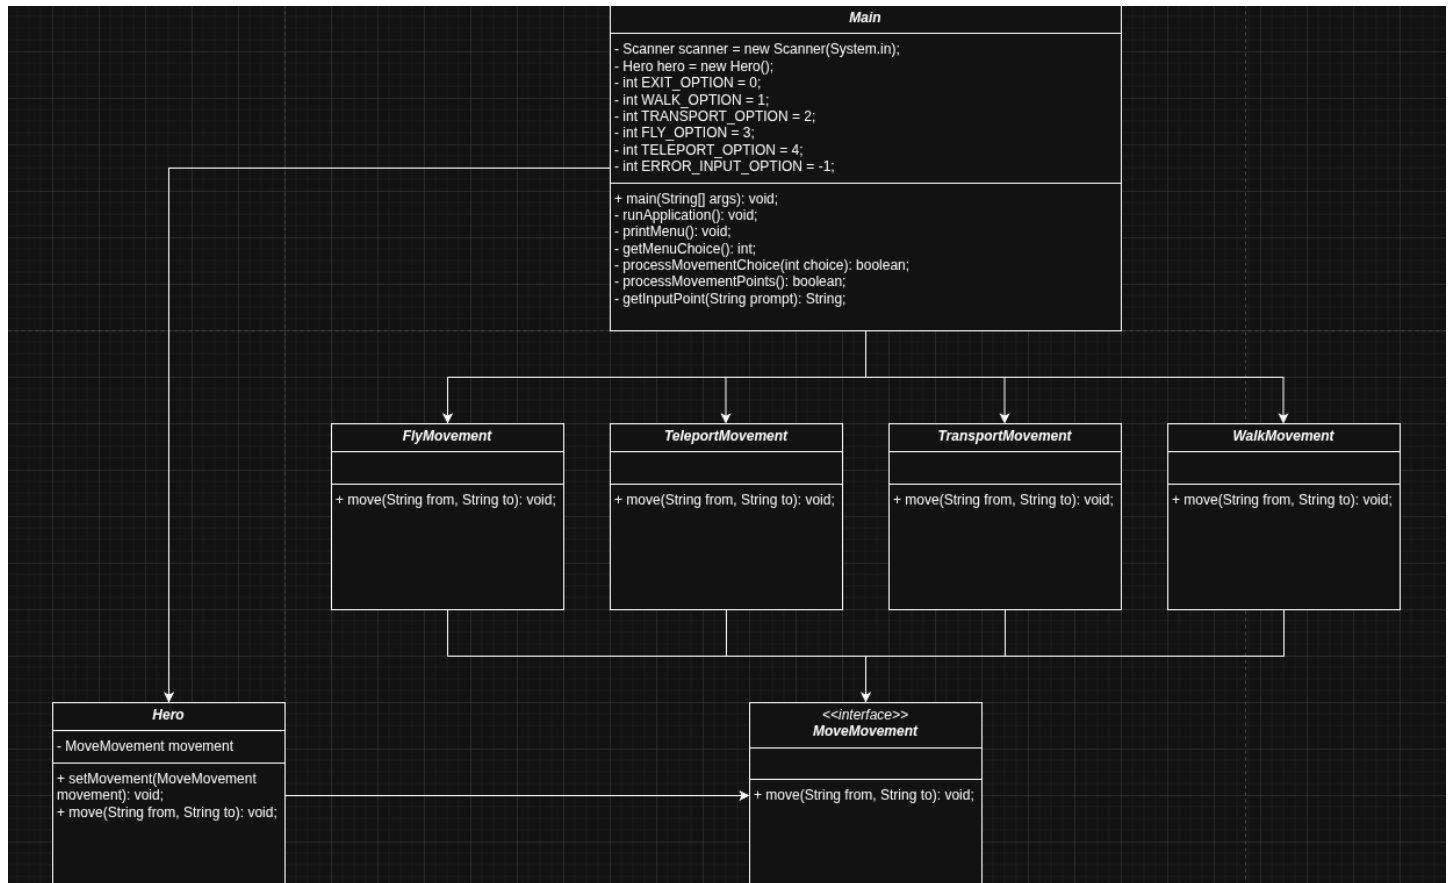 Main
- Scanner scanner = new Scanner(System.in);
- Hero hero = new Hero();
- int EXIT_OPTION = 0;
- int WALK_OPTION = 1;
- int TRANSPORT_OPTION = 2;
- int FLY_OPTION = 3;
- int TELEPORT_OPTION = 4;
- int ERROR_INPUT_OPTION = -1;
+ main(String[] args): void;
- runApplication(): void;
- printMenu(): void;
- getMenuChoice(): int;
- processMovementChoice(int choice): boolean;
- processMovementPoints(): boolean;
- getInputPoint(String prompt): String;
FlyMovement
+ move(String from, String to): void;
TeleportMovement
+ move(String from, String to): void;
TransportMovement
+ move(String from, String to): void;
WalkMovement
+ move(String from, String to): void;
Hero
- MoveMovement movement
+ setMovement(MoveMovement
movement): void;
+ move(String from, String to): void;
<<interface>>
MoveMovement
+ move(String from, String to): void;